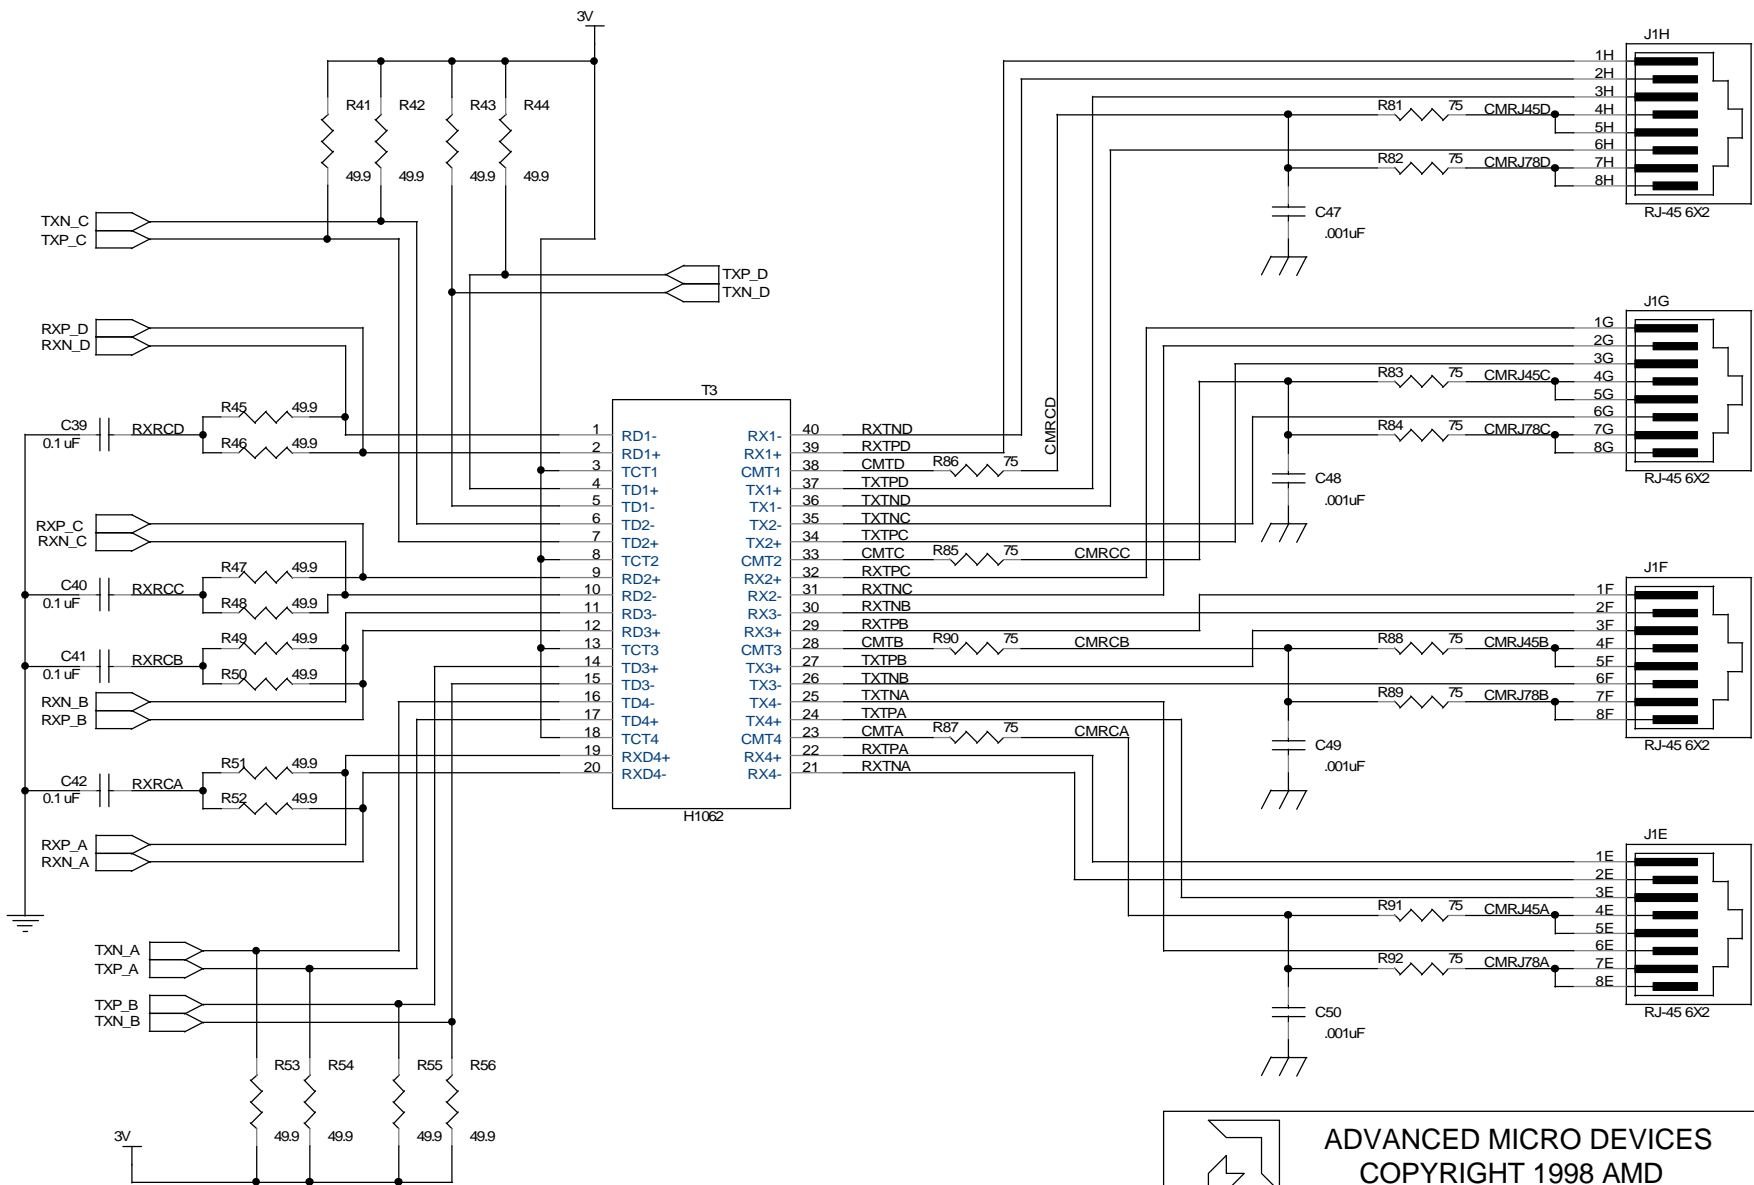 3V
R41 R42 R43 R44
49.9 49.9 49.9 49.9
TXN_C
TXP_C
TXP_D
TXN_D
RXP_D
RXN_D
C39
0.1 uF
RXRCD
R45 49.9
R46 49.9
RXP_C
RXN_C
C40
0.1 uF
RXRCC
R47 49.9
R48 49.9
C41
0.1 uF
RXRCB
R49 49.9
R50 49.9
RXN_B
RXP_B
C42
0.1 uF
RXRCA
R51 49.9
R52 49.9
RXP_A
RXN_A
TXN_A
TXP_A
TXP_B
TXN_B
R53 R54 R55 R56
49.9 49.9 49.9 49.9
3V
T3
1 RD1- RX1- 40 RXTND
2 RD1+ RX1+ 39 RXTPD
3 TCT1 CMT1 38 CMTD R86 75
4 TD1+ TX1+ 37 TXTPD
5 TD1- TX1- 36 TXTND
6 TD2- TX2- 35 TXTNC
7 TD2+ TX2+ 34 TXTPC
8 TCT2 CMT2 33 CMTC R85 75 CMRCC
9 RD2+ RX2+ 32 RXTPC
10 RD2- RX2- 31 RXTNC
11 RD3- RX3- 30 RXTNB
12 RD3+ RX3+ 29 RXTPB
13 TCT3 CMT3 28 CMTB R90 75 CMRCB
14 TD3+ TX3+ 27 TXTPB
15 TD3- TX3- 26 TXTNB
16 TD4- TX4- 25 TXTNA
17 TD4+ TX4+ 24 TXTPA
18 TCT4 CMT4 23 CMTA R87 75 CMRCA
19 RXD4+ RX4+ 22 RXTPA
20 RXD4- RX4- 21 RXTNA
H1062
CMRCD
J1H
1H
2H
3H
R81 75 CMRJ45D 4H
5H
6H
R82 75 CMRJ78D 7H
8H
RJ-45 6X2
C47
.001uF
J1G
1G
2G
3G
R83 75 CMRJ45C 4G
5G
6G
R84 75 CMRJ78C 7G
8G
RJ-45 6X2
C48
.001uF
J1F
1F
2F
3F
R88 75 CMRJ45B 4F
5F
6F
R89 75 CMRJ78B 7F
8F
RJ-45 6X2
C49
.001uF
J1E
1E
2E
3E
R91 75 CMRJ45A 4E
5E
6E
R92 75 CMRJ78A 7E
8E
RJ-45 6X2
C50
.001uF
ADVANCED MICRO DEVICES
COPYRIGHT 1998 AMD